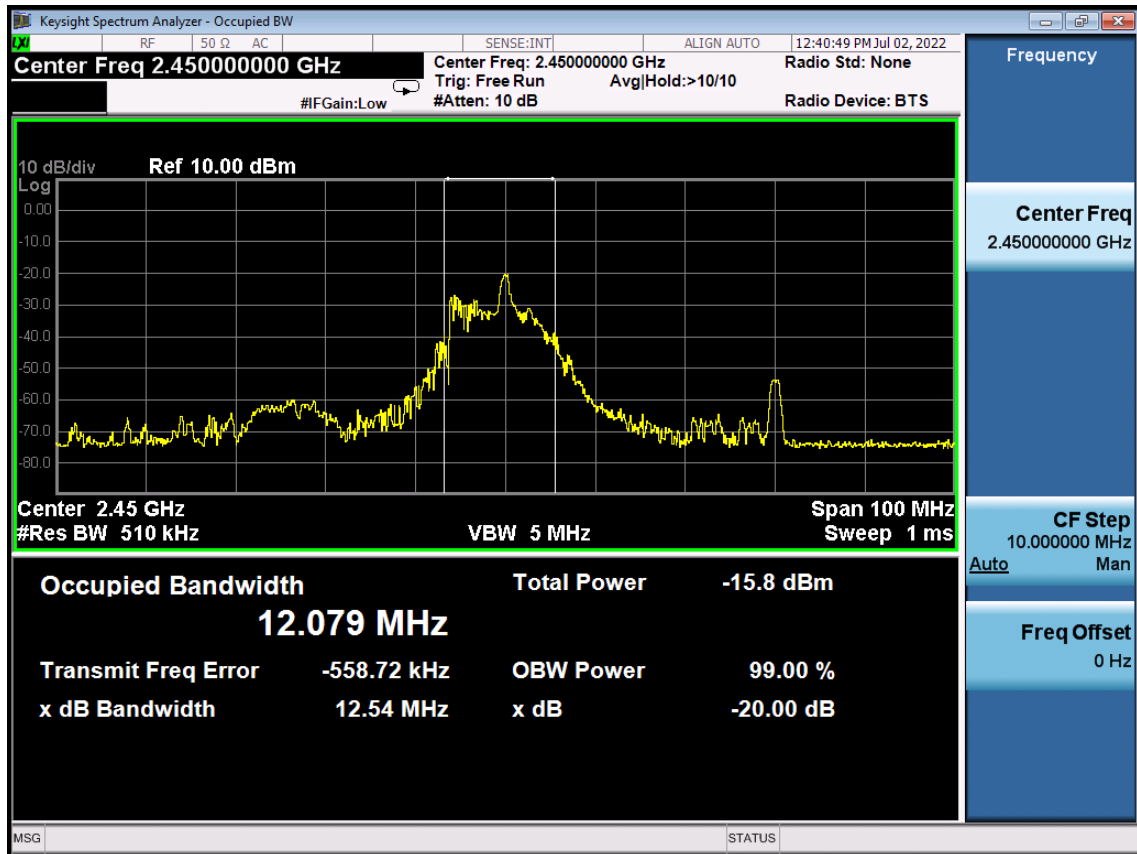 Keysight Spectrum Analyzer - Occupied BW
LXI RF 50 Ω AC SENSE:INT ALIGN AUTO 12:40:49 PM Jul 02, 2022
Center Freq 2.450000000 GHz
Center Freq: 2.450000000 GHz
Radio Std: None
Trig: Free Run Avg|Hold:>10/10
#IFGain:Low
#Atten: 10 dB
Radio Device: BTS
Frequency
10 dB/div Ref 10.00 dBm
Log
0.00
-10.0
-20.0
-30.0
-40.0
-50.0
-60.0
-70.0
-80.0
Center 2.45 GHz Span 100 MHz
#Res BW 510 kHz VBW 5 MHz Sweep 1 ms
Center Freq
2.450000000 GHz
CF Step
10.000000 MHz
Auto Man
Freq Offset
0 Hz
Occupied Bandwidth Total Power -15.8 dBm
12.079 MHz
Transmit Freq Error -558.72 kHz OBW Power 99.00 %
x dB Bandwidth 12.54 MHz x dB -20.00 dB
MSG STATUS